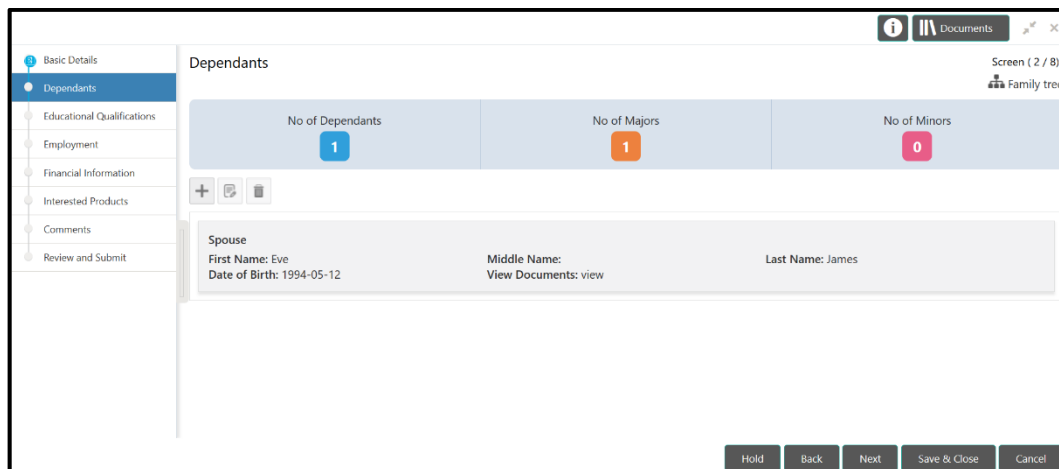 Documents
Basic Details
Dependants
Educational Qualifications
Employment
Financial Information
Interested Products
Comments
Review and Submit
Dependants
Screen ( 2 / 8)
Family tree
No of Dependants
1
No of Majors
1
No of Minors
0
Spouse
First Name: Eve
Middle Name:
Last Name: James
Date of Birth: 1994-05-12
View Documents: view
Hold
Back
Next
Save & Close
Cancel